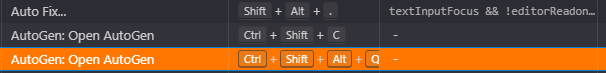 Auto Fix... Shift + Alt + . textInputFocus && !editorReadon...
AutoGen: Open AutoGen Ctrl + Shift + C -
AutoGen: Open AutoGen Ctrl + Shift + Alt + Q -